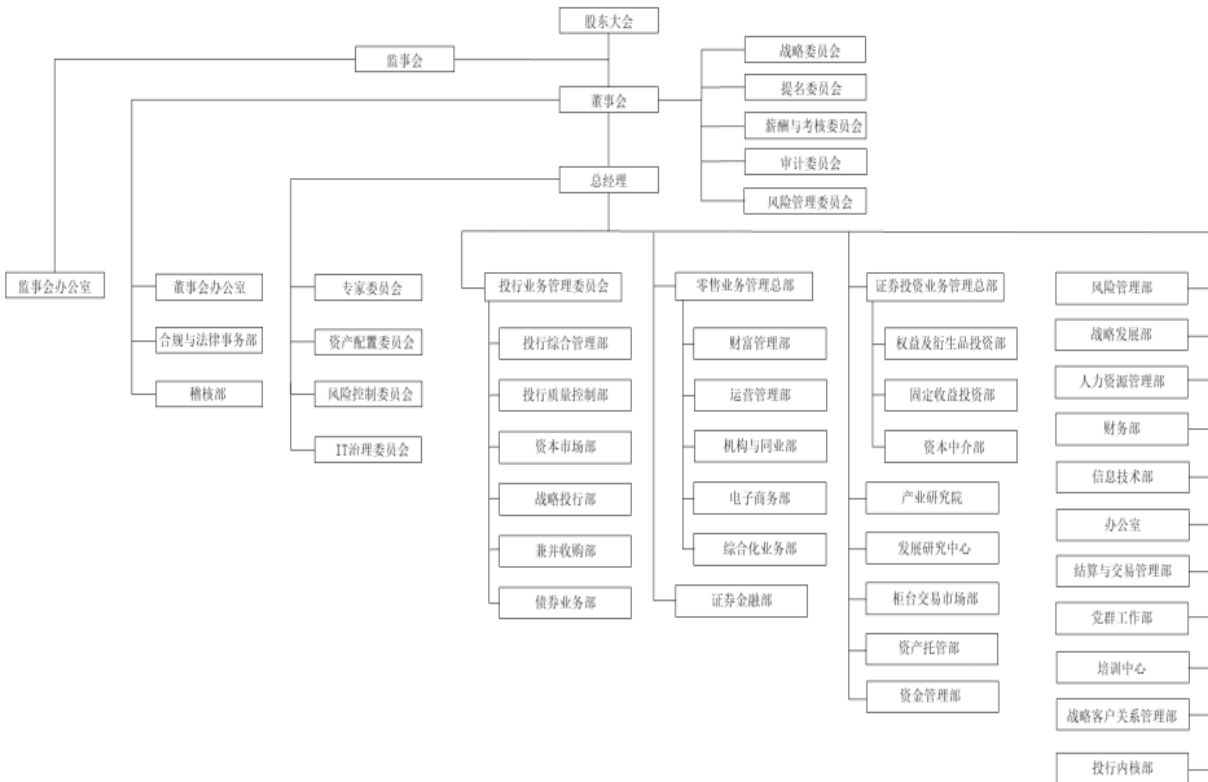 股东大会
监事会
战略委员会
提名委员会
董事会
薪酬与考核委员会
审计委员会
总经理
风险管理委员会
监事会办公室
董事会办公室
合规与法律事务部
稽核部
专家委员会
资产配置委员会
风险控制委员会
IT治理委员会
投行业务管理委员会
投行综合管理部
投行质量控制部
资本市场部
战略投行部
兼并收购部
债券业务部
零售业务管理总部
财富管理部
运营管理部
机构与同业部
电子商务部
综合化业务部
证券金融部
证券投资业务管理总部
权益及衍生品投资部
固定收益投资部
资本中介部
产业研究院
发展研究中心
柜台交易市场部
资产托管部
资金管理部
风险管理部
战略发展部
人力资源管理部
财务部
信息技术部
办公室
结算与交易管理部
党群工作部
培训中心
战略客户关系管理部
投行内核部